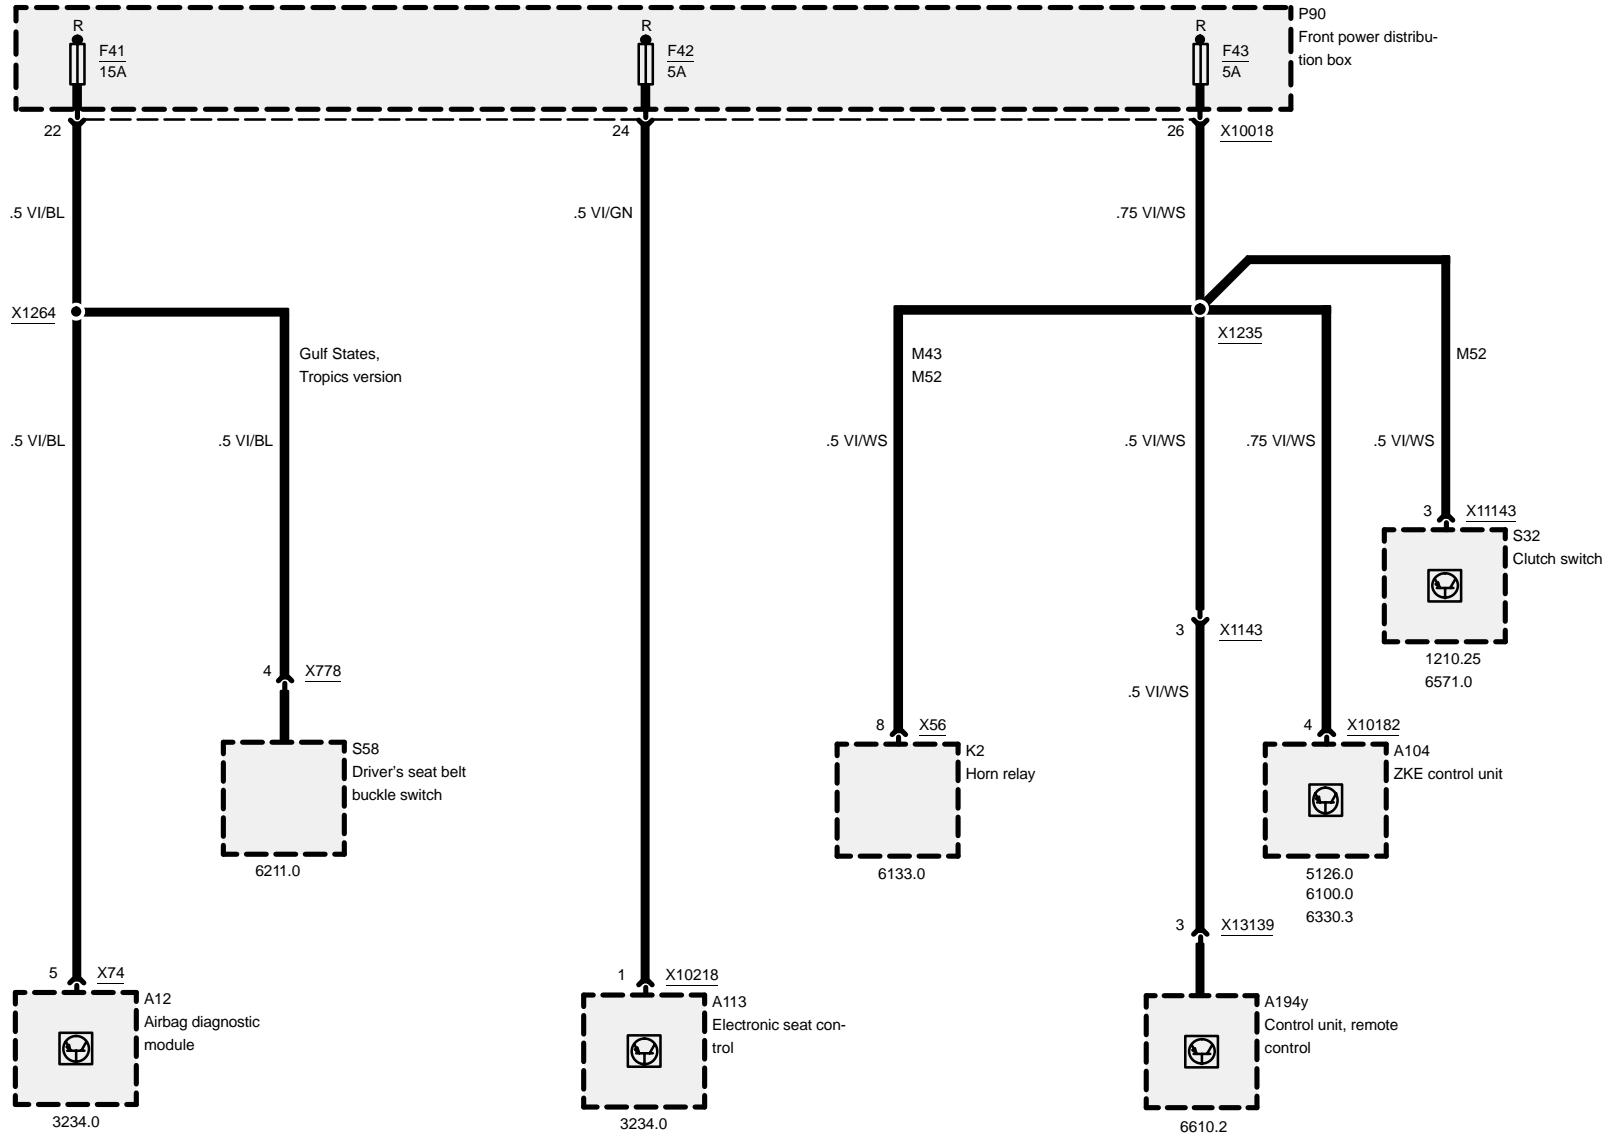 P90
Front power distribu-
tion box
R
F41
15A
R
F42
5A
R
F43
5A
22
24
26
X10018
.5 VI/BL
.5 VI/GN
.75 VI/WS
X1264
X1235
Gulf States,
Tropics version
M43
M52
M52
.5 VI/BL
.5 VI/BL
.5 VI/WS
.5 VI/WS
.75 VI/WS
.5 VI/WS
3
X11143
S32
Clutch switch
1210.25
6571.0
3
X1143
.5 VI/WS
4
X778
S58
Driver's seat belt
buckle switch
6211.0
8
X56
K2
Horn relay
6133.0
4
X10182
A104
ZKE control unit
5126.0
6100.0
6330.3
3
X13139
5
X74
A12
Airbag diagnostic
module
3234.0
1
X10218
A113
Electronic seat con-
trol
3234.0
A194y
Control unit, remote
control
6610.2